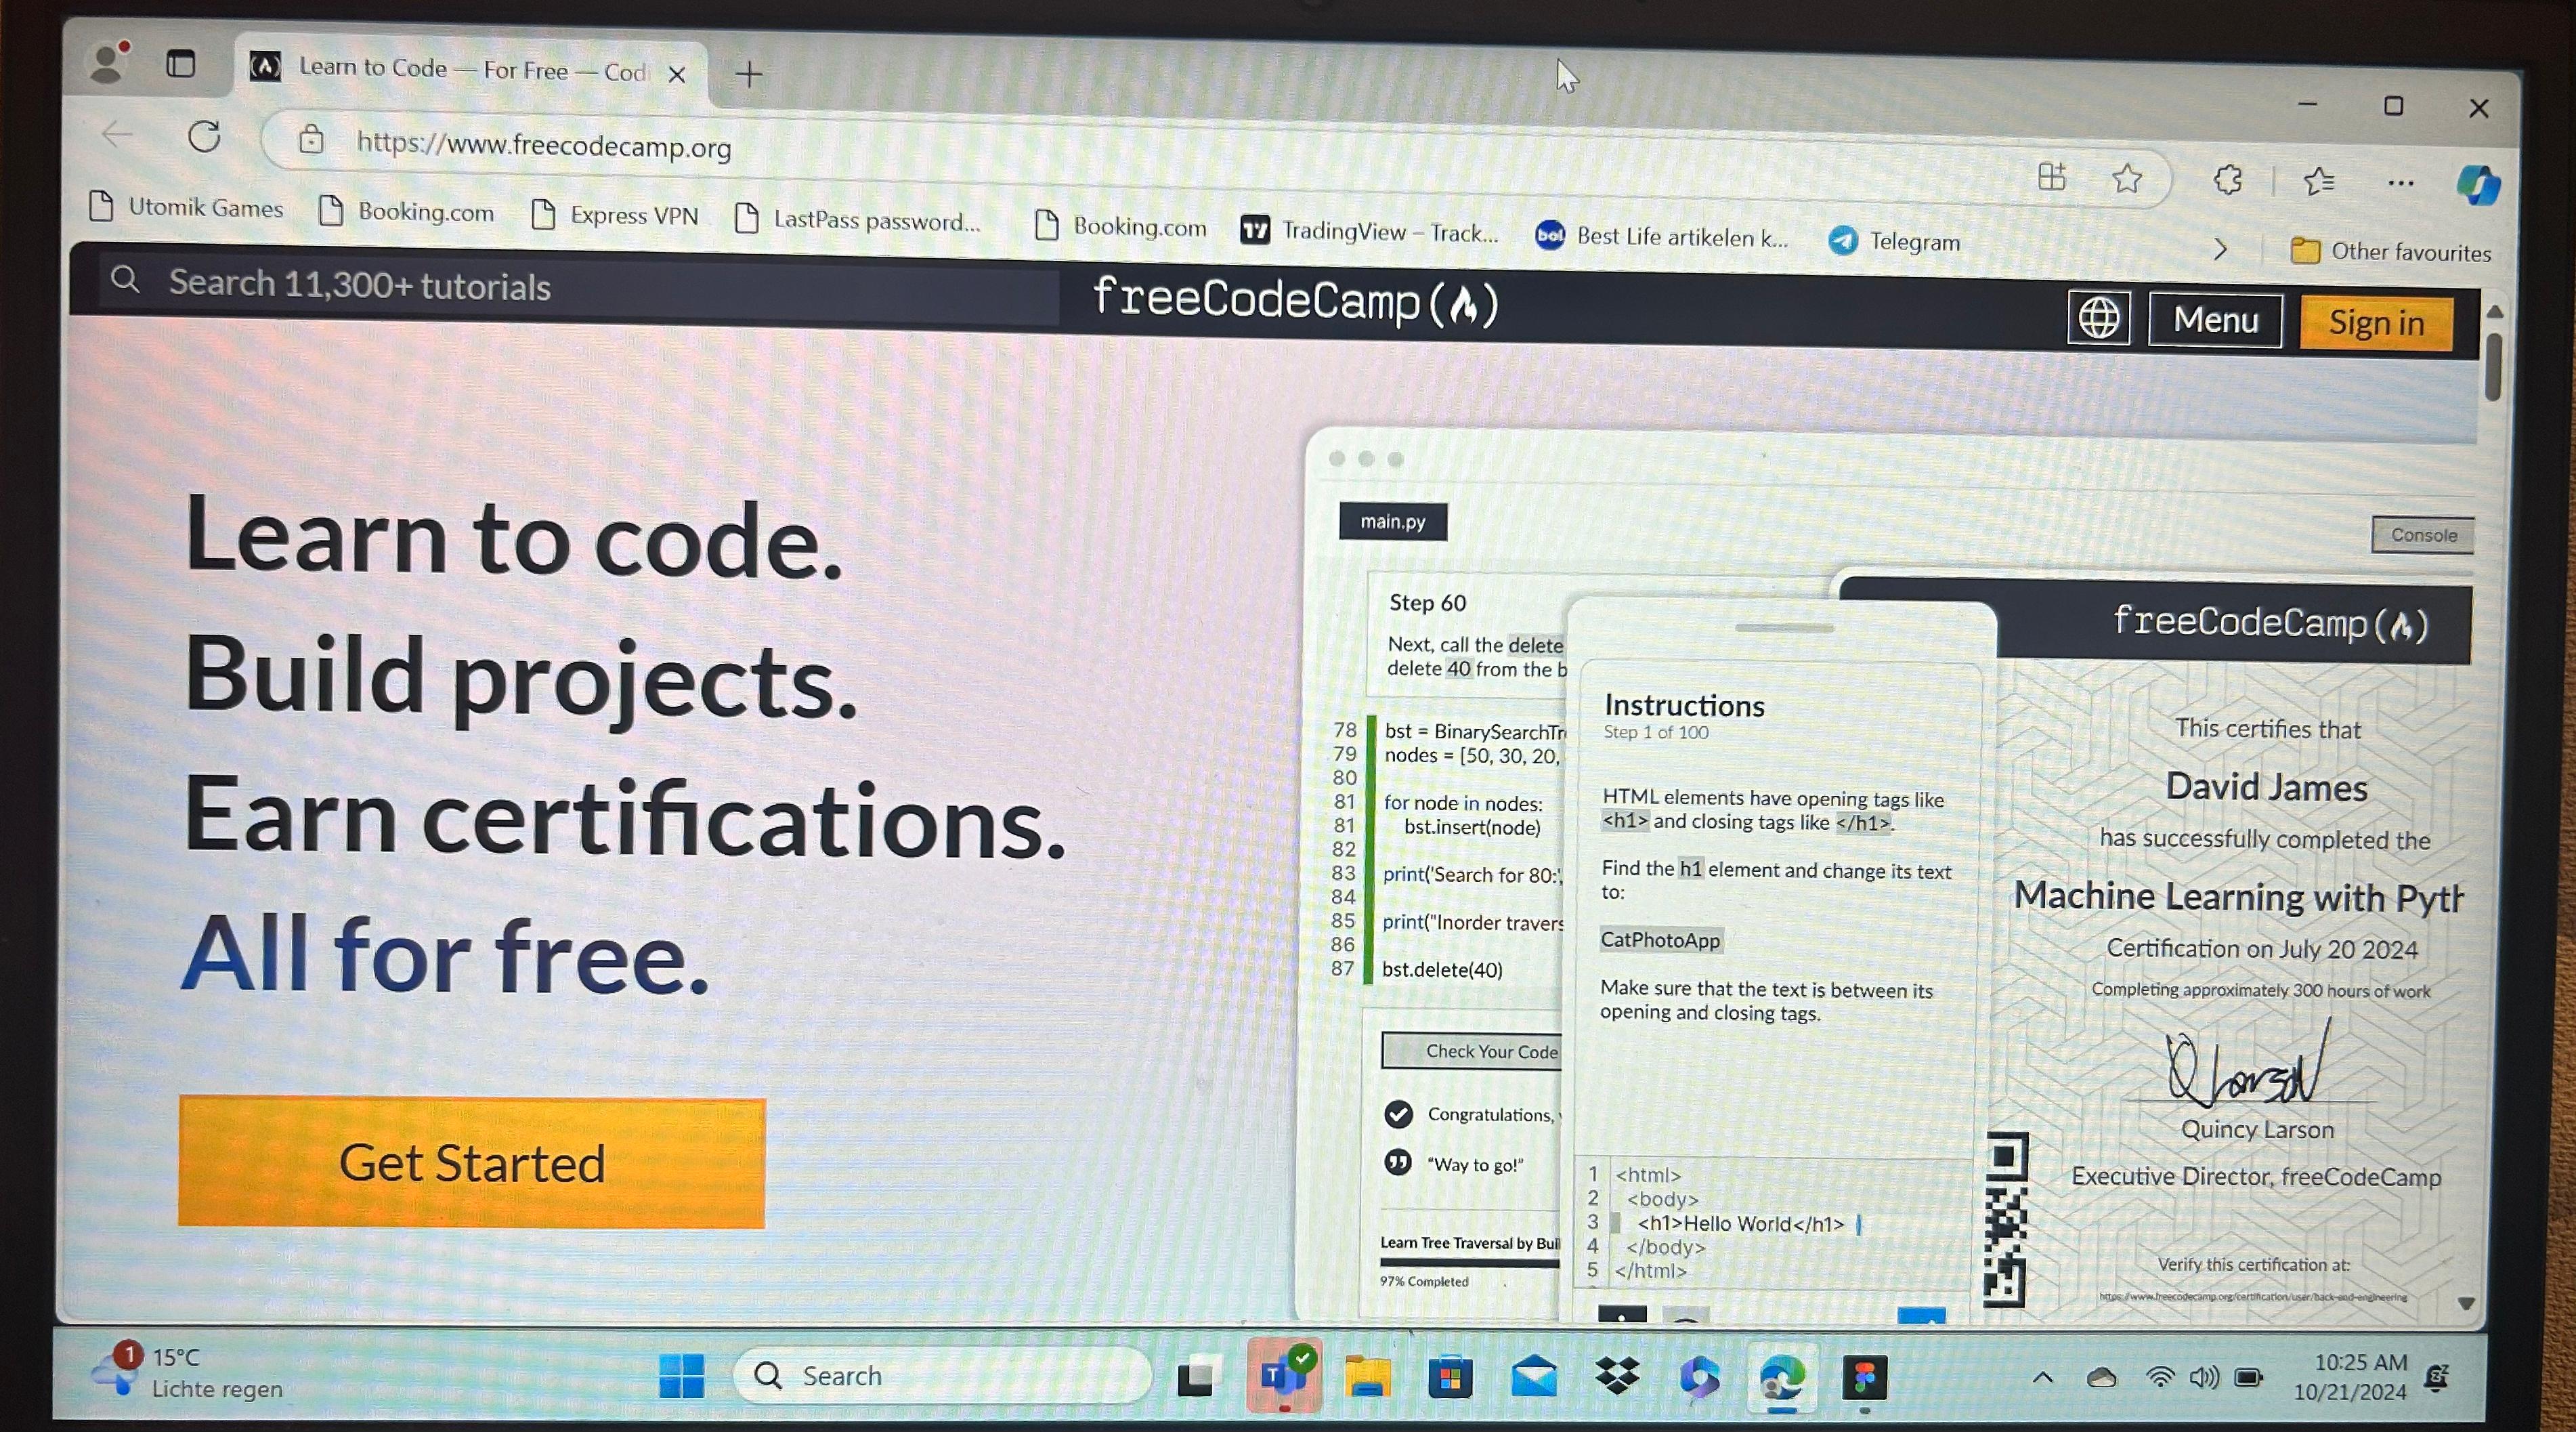 Learn to Code — For Free — Cod
https://www.freecodecamp.org
Utomik Games
Booking.com
Express VPN
LastPass password...
Booking.com
TradingView – Track...
bol
Best Life artikelen k...
Telegram
Other favourites
Search 11,300+ tutorials
freeCodeCamp(🔥)
Menu
Sign in
Learn to code.
Build projects.
Earn certifications.
All for free.
Get Started
main.py
Console
Step 60
Next, call the delete
delete 40 from the b
78 bst = BinarySearchTr
79 nodes = [50, 30, 20,
80
81 for node in nodes:
81 bst.insert(node)
82
83 print('Search for 80:',
84
85 print("Inorder travers
86
87 bst.delete(40)
Check Your Code
Congratulations,
“Way to go!”
Learn Tree Traversal by Buil
97% Completed
Instructions
Step 1 of 100
HTML elements have opening tags like
<h1> and closing tags like </h1>.
Find the h1 element and change its text
to:
CatPhotoApp
Make sure that the text is between its
opening and closing tags.
1 <html>
2 <body>
3 <h1>Hello World</h1>
4 </body>
5 </html>
freeCodeCamp(🔥)
This certifies that
David James
has successfully completed the
Machine Learning with Pyth
Certification on July 20 2024
Completing approximately 300 hours of work
QLarson
Quincy Larson
Executive Director, freeCodeCamp
Verify this certification at:
https://www.freecodecamp.org/certification/user/back-end-engineering
1
15°C
Lichte regen
Search
T
10:25 AM
10/21/2024